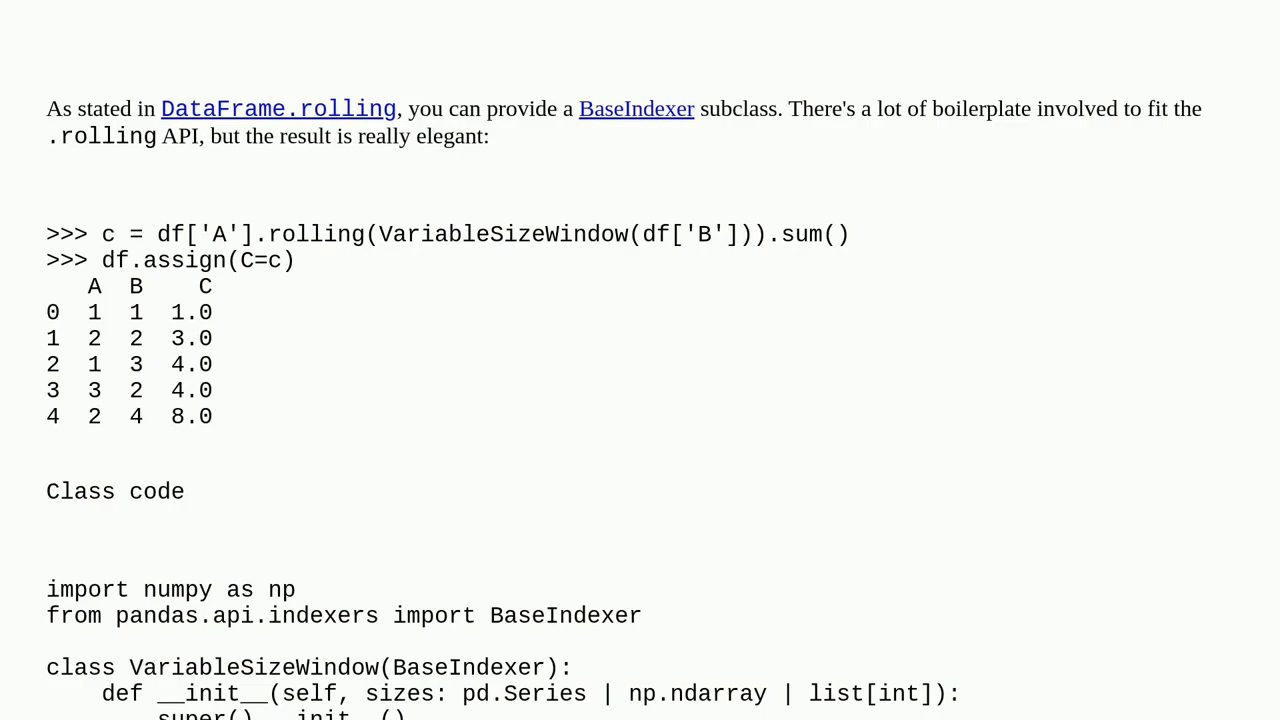 As stated in DataFrame.rolling, you can provide a BaseIndexer subclass. There's a lot of boilerplate involved to fit the
.rolling API, but the result is really elegant:
>>> c = df['A'].rolling(VariableSizeWindow(df['B'])).sum()
>>> df.assign(C=c)
   A  B    C
0  1  1  1.0
1  2  2  3.0
2  1  3  4.0
3  3  2  4.0
4  2  4  8.0
Class code
import numpy as np
from pandas.api.indexers import BaseIndexer
class VariableSizeWindow(BaseIndexer):
    def __init__(self, sizes: pd.Series | np.ndarray | list[int]):
        super().__init__()